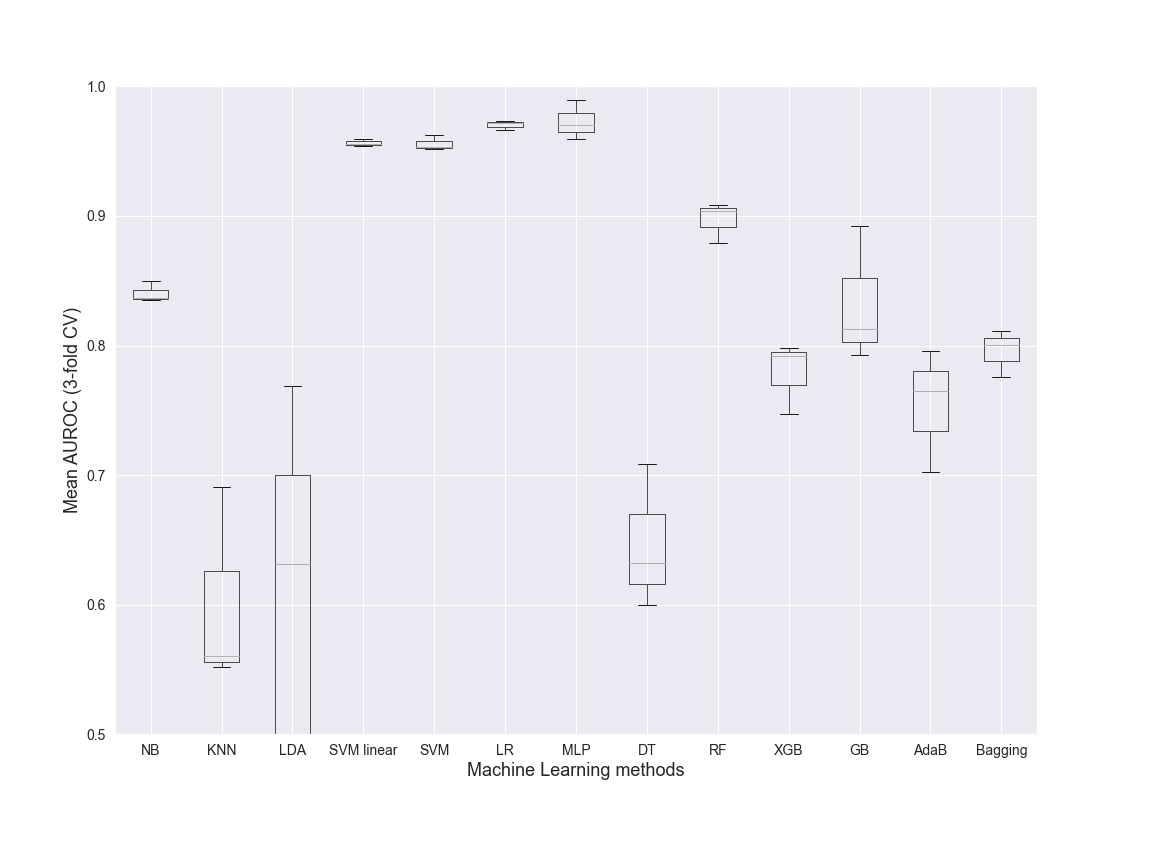 1.0
0.9
0.8
0.7
0.6
0.5
Mean AUROC (3-fold CV)
NB KNN LDA SVM linear SVM LR MLP DT RF XGB GB AdaB Bagging
Machine Learning methods